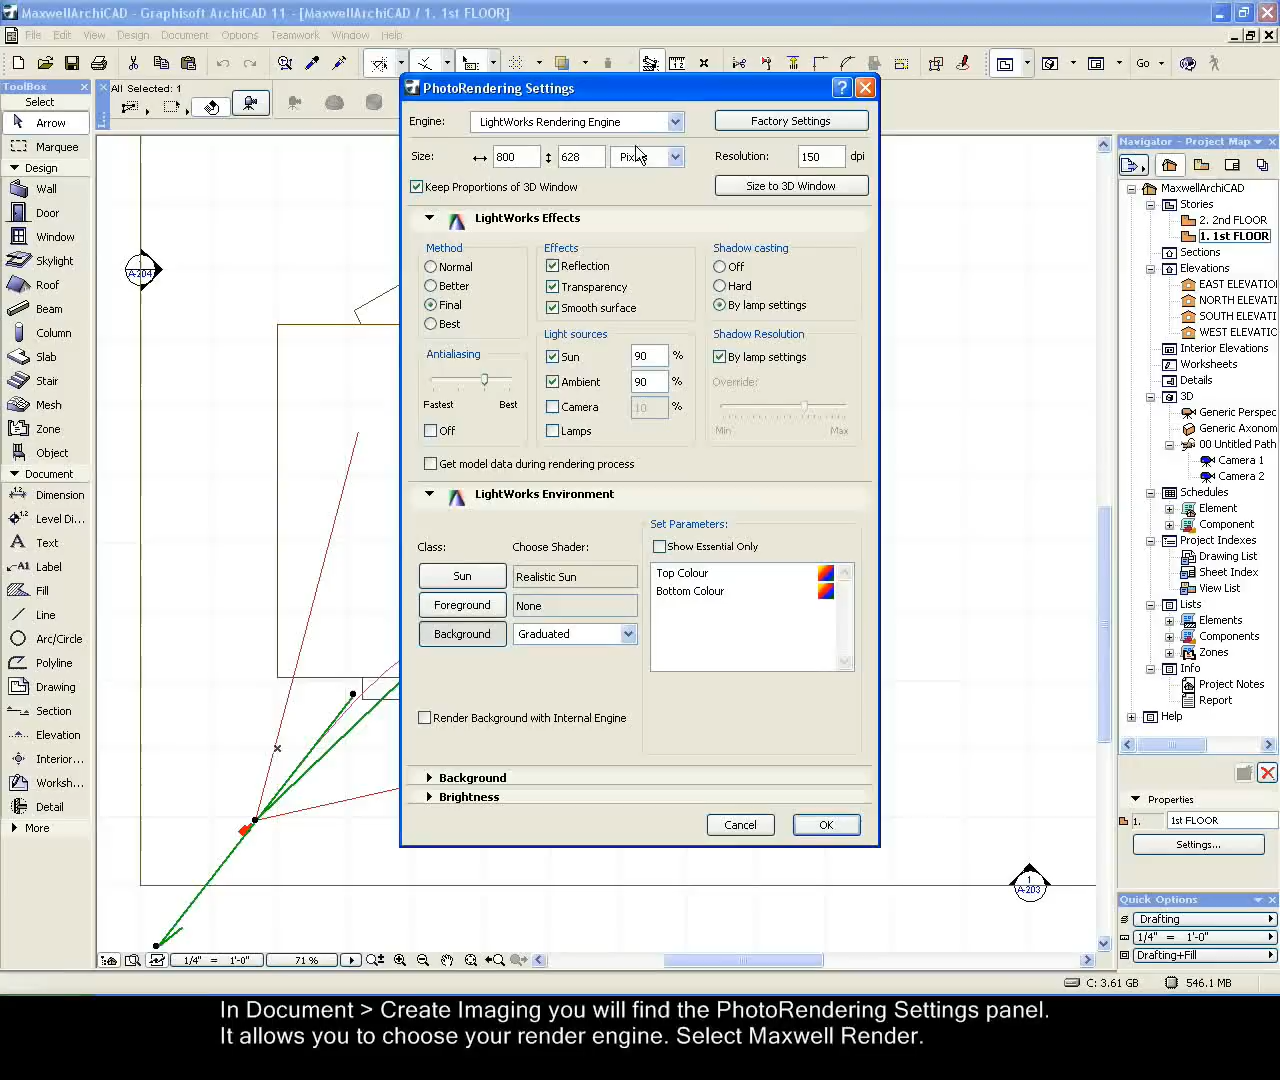 MaxwellArchiCAD - Graphisoft ArchiCAD 11 - [MaxwellArchiCAD / 1. 1st FLOOR]
File Edit View Design Document Options Teamwork Window Help
Go
ToolBox
Select
Arrow
Marquee
Design
Wall
Door
Window
Skylight
Roof
Beam
Column
Slab
Stair
Mesh
Zone
Object
Document
Dimension
Level Di...
Text
Label
Fill
Line
Arc/Circle
Polyline
Drawing
Section
Elevation
Interior...
Worksh...
Detail
More
All Selected: 1
A-204
PhotoRendering Settings
Engine: LightWorks Rendering Engine Factory Settings
Size: 800 628 Resolution: 150 dpi
Keep Proportions of 3D Window Size to 3D Window
LightWorks Effects
Method
Normal
Better
Final
Best
Antialiasing
Fastest Best
Off
Effects
Reflection
Transparency
Smooth surface
Light sources
Sun 90 %
Ambient 90 %
Camera 10 %
Lamps
Shadow casting
Off
Hard
By lamp settings
Shadow Resolution
By lamp settings
Override:
Min Max
Get model data during rendering process
LightWorks Environment
Class: Choose Shader:
Sun Realistic Sun
Foreground None
Background Graduated
Set Parameters:
Show Essential Only
Top Colour
Bottom Colour
Render Background with Internal Engine
Background
Brightness
Cancel OK
1
A-203
1/4" = 1'-0" 71 %
Navigator - Project Map
MaxwellArchiCAD
Stories
2. 2nd FLOOR
1. 1st FLOOR
Sections
Elevations
EAST ELEVATIO
NORTH ELEVATI
SOUTH ELEVATI
WEST ELEVATIC
Interior Elevations
Worksheets
Details
3D
Generic Perspec
Generic Axonom
00 Untitled Path
Camera 1
Camera 2
Schedules
Element
Component
Project Indexes
Drawing List
Sheet Index
View List
Lists
Elements
Components
Zones
Info
Project Notes
Report
Help
Properties
1. 1st FLOOR
Settings...
Quick Options
Drafting
1/4" = 1'-0"
Drafting+Fill
C: 3.61 GB 546.1 MB
In Document > Create Imaging you will find the PhotoRendering Settings panel.
It allows you to choose your render engine. Select Maxwell Render.